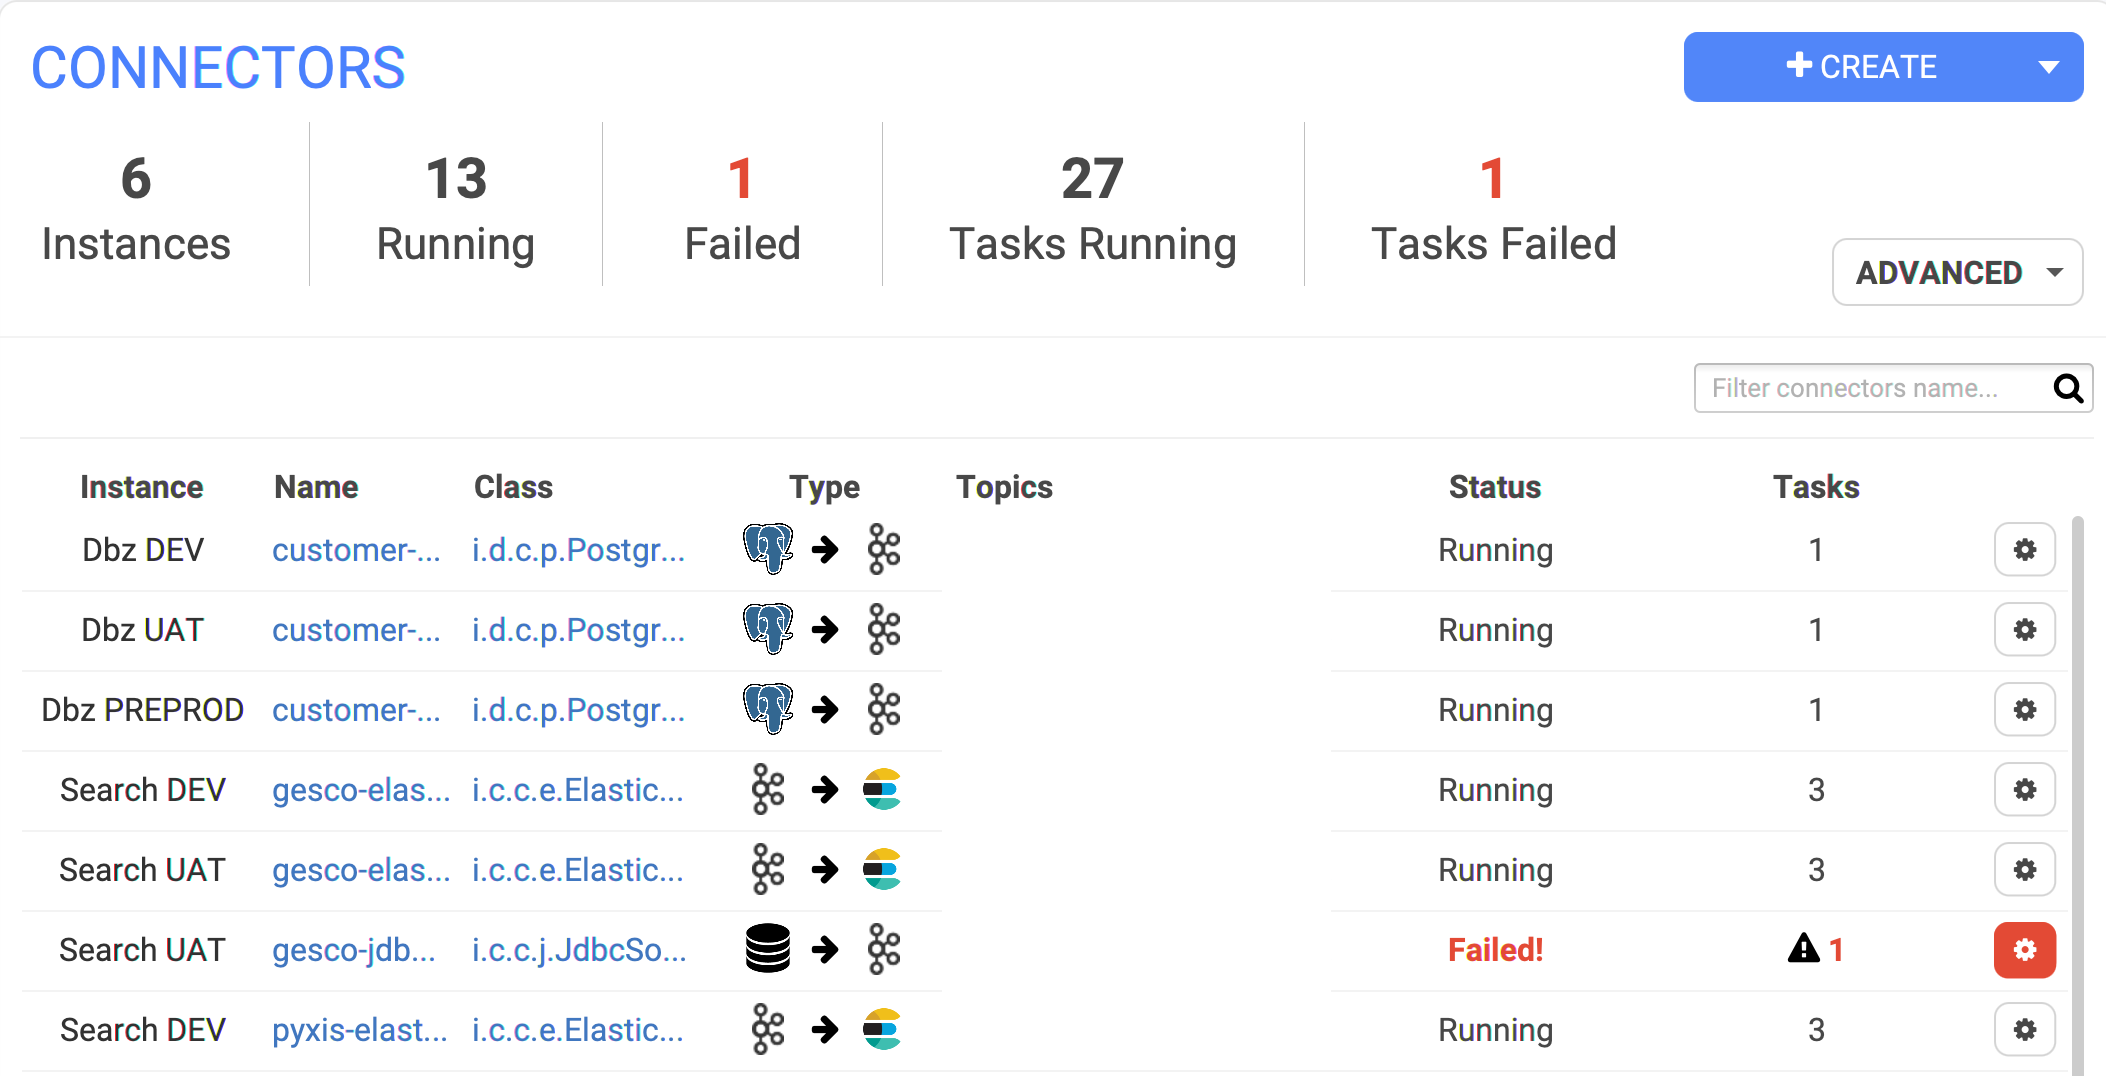 CONNECTORS
CREATE
6 13 1 27 1
Instances Running Failed Tasks Running Tasks Failed
ADVANCED
Filter connectors name...
Instance Name Class Type Topics Status Tasks
Dbz DEV customer-... i.d.c.p.Postgr... Running 1
Dbz UAT customer-... i.d.c.p.Postgr... Running 1
Dbz PREPROD customer-... i.d.c.p.Postgr... Running 1
Search DEV gesco-elas... i.c.c.e.Elastic... Running 3
Search UAT gesco-elas... i.c.c.e.Elastic... Running 3
Search UAT gesco-jdb... i.c.c.j.JdbcSo... Failed! 1
Search DEV pyxis-elast... i.c.c.e.Elastic... Running 3